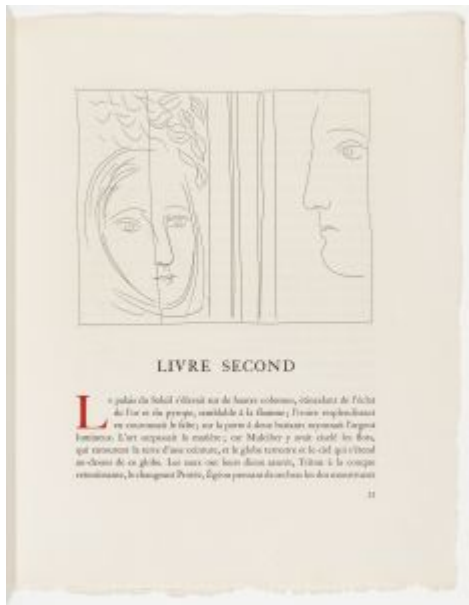 LIVRE SECOND
Le palais du Soleil s'élevait sur de hautes colonnes, étincelant de l'éclat
de l'or et du pyrope, semblable à la flamme; l'ivoire resplendissant
en couronnait le faîte; sur la porte à deux battants rayonnait l'argent
lumineux. L'art surpassait la matière; car Mulciber y avait ciselé les flots,
qui entourent la terre d'une ceinture, et le globe terrestre et le ciel qui s'étend
au-dessus de ce globe. Les eaux ont leurs dieux azurés, Triton à la conque
retentissante, le changeant Protée, Égéon pressant de ses bras les dos monstrueux